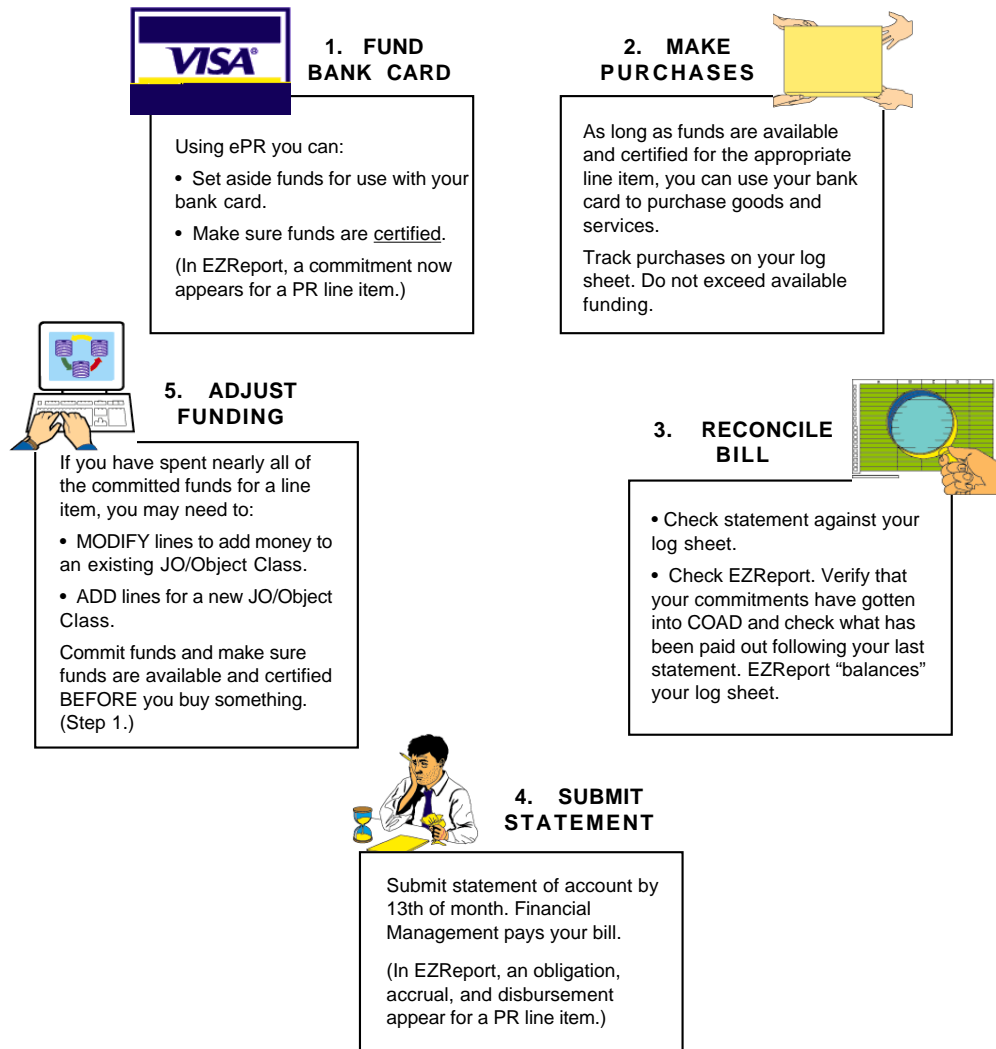 VISA®
1. FUND
BANK CARD
Using ePR you can:
• Set aside funds for use with your
bank card.
• Make sure funds are certified.
(In EZReport, a commitment now
appears for a PR line item.)
2. MAKE
PURCHASES
As long as funds are available
and certified for the appropriate
line item, you can use your bank
card to purchase goods and
services.
Track purchases on your log
sheet. Do not exceed available
funding.
3. RECONCILE
BILL
• Check statement against your
log sheet.
• Check EZReport. Verify that
your commitments have gotten
into COAD and check what has
been paid out following your last
statement. EZReport “balances”
your log sheet.
4. SUBMIT
STATEMENT
Submit statement of account by
13th of month. Financial
Management pays your bill.
(In EZReport, an obligation,
accrual, and disbursement
appear for a PR line item.)
5. ADJUST
FUNDING
If you have spent nearly all of
the committed funds for a line
item, you may need to:
• MODIFY lines to add money to
an existing JO/Object Class.
• ADD lines for a new JO/Object
Class.
Commit funds and make sure
funds are available and certified
BEFORE you buy something.
(Step 1.)